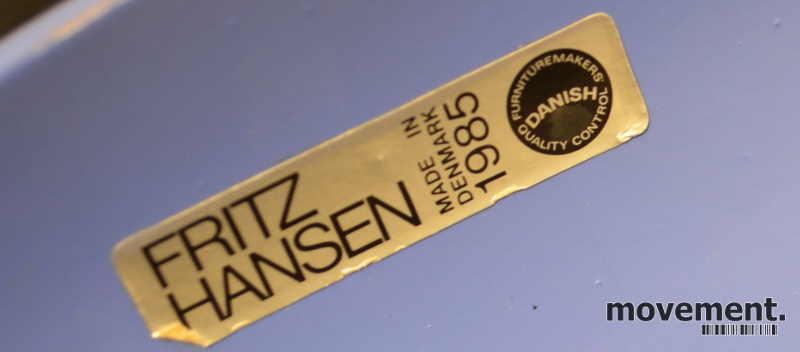 FRITZ
HANSEN
MADE IN
DENMARK
1985
FURNITUREMAKERS'
DANISH
QUALITY CONTROL
movement.